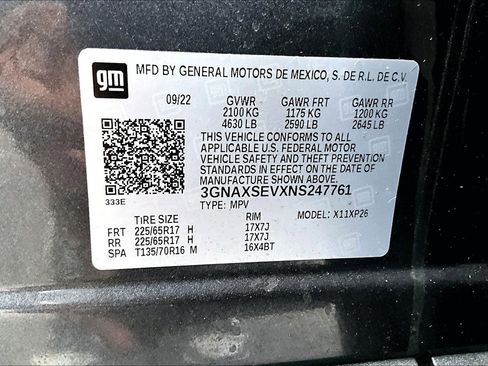 gm
MFD BY GENERAL MOTORS DE MEXICO, S. DE R.L. DE C.V.
09/22 GVWR GAWR FRT GAWR RR
2100 KG 1175 KG 1200 KG
4630 LB 2590 LB 2645 LB
THIS VEHICLE CONFORMS TO ALL
APPLICABLE U.S. FEDERAL MOTOR
VEHICLE SAFETY AND THEFT PREVENTION
STANDARDS IN EFFECT ON THE DATE OF
MANUFACTURE SHOWN ABOVE.
333E
3GNAXSEVXNS247761
TYPE: MPV MODEL: X11XP26
TIRE SIZE RIM
FRT 225/65R17 H 17X7J
RR 225/65R17 H 17X7J
SPA T135/70R16 M 16X4BT